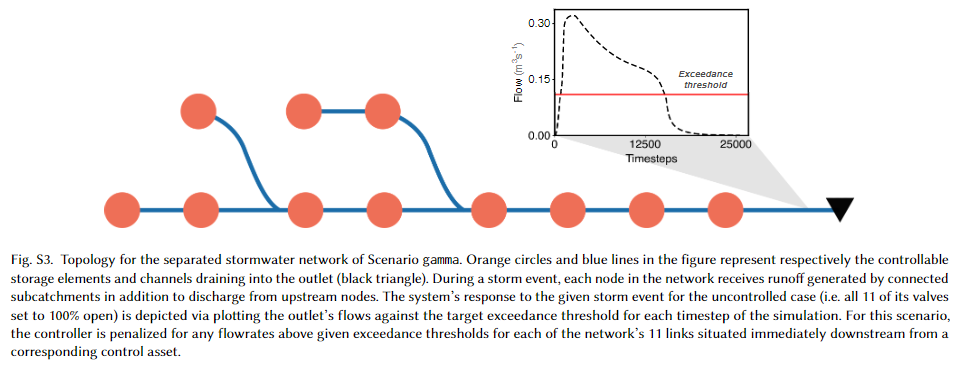 0.30
0.15
0.00
Flow (m³s⁻¹)
Exceedance
threshold
0
12500
25000
Timesteps
Fig. S3. Topology for the separated stormwater network of Scenario gamma. Orange circles and blue lines in the figure represent respectively the controllable
storage elements and channels draining into the outlet (black triangle). During a storm event, each node in the network receives runoff generated by connected
subcatchments in addition to discharge from upstream nodes. The system's response to the given storm event for the uncontrolled case (i.e. all 11 of its valves
set to 100% open) is depicted via plotting the outlet's flows against the target exceedance threshold for each timestep of the simulation. For this scenario,
the controller is penalized for any flowrates above given exceedance thresholds for each of the network's 11 links situated immediately downstream from a
corresponding control asset.